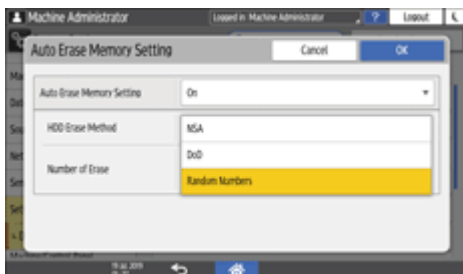 Machine Administrator
Logged in Machine Administrator
?
Logout
Auto Erase Memory Setting
Cancel
OK
Auto Erase Memory Setting
On
HDD Erase Method
NSA
DoD
Number of Erase
Random Numbers